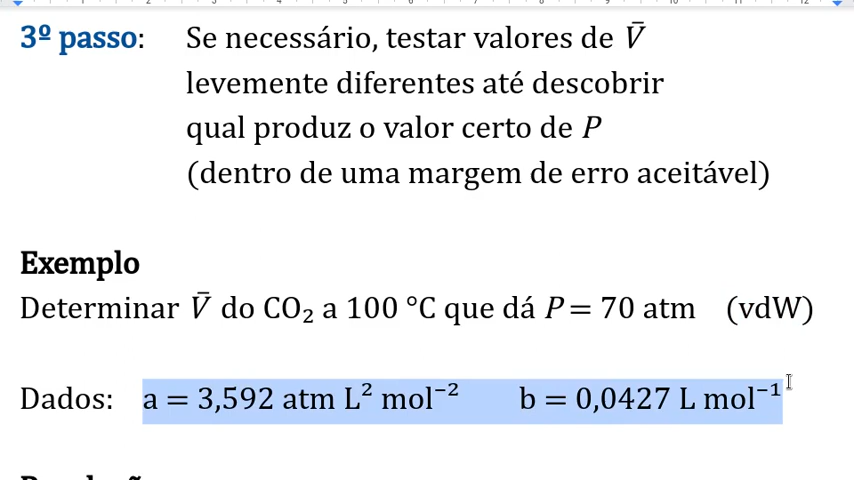 3º passo: Se necessário, testar valores de V̄
levemente diferentes até descobrir
qual produz o valor certo de P
(dentro de uma margem de erro aceitável)
Exemplo
Determinar V̄ do CO₂ a 100 °C que dá P = 70 atm (vdW)
Dados: a = 3,592 atm L² mol⁻² b = 0,0427 L mol⁻¹